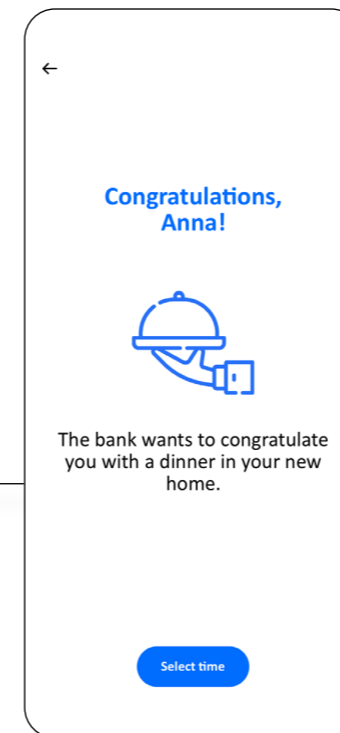 Congratulations,
Anna!
The bank wants to congratulate
you with a dinner in your new
home.
Select time